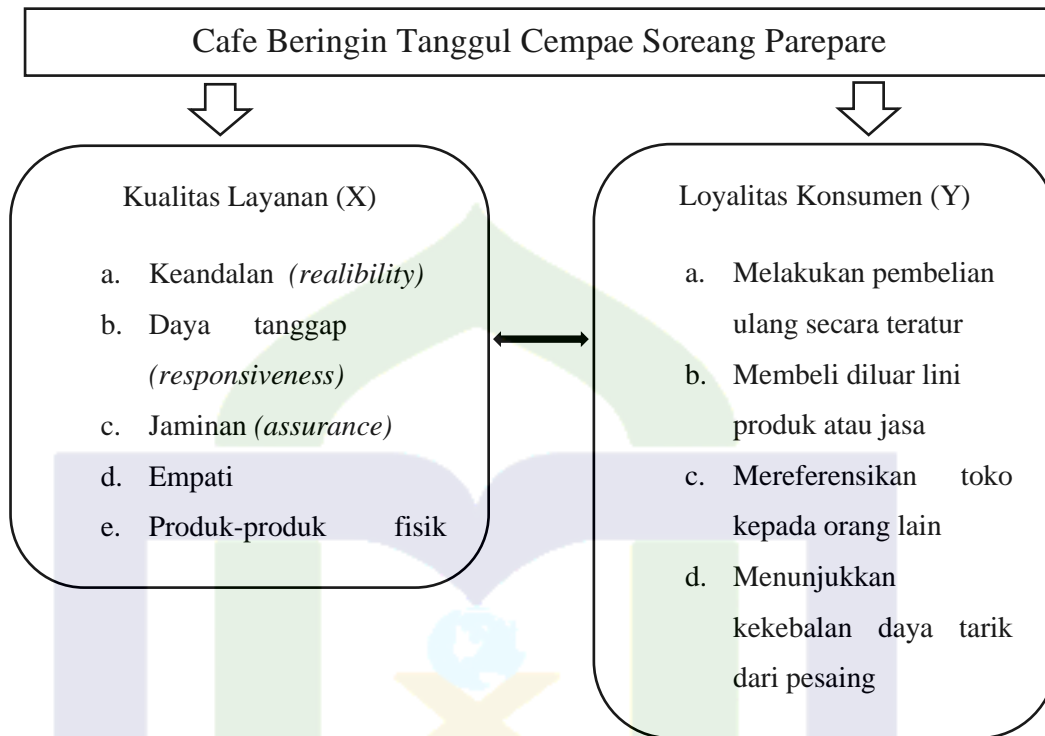 Cafe Beringin Tanggul Cempae Soreang Parepare
Kualitas Layanan (X)
a. Keandalan (realibility)
b. Daya tanggap
(responsiveness)
c. Jaminan (assurance)
d. Empati
e. Produk-produk fisik
Loyalitas Konsumen (Y)
a. Melakukan pembelian
ulang secara teratur
b. Membeli diluar lini
produk atau jasa
c. Mereferensikan toko
kepada orang lain
d. Menunjukkan
kekebalan daya tarik
dari pesaing